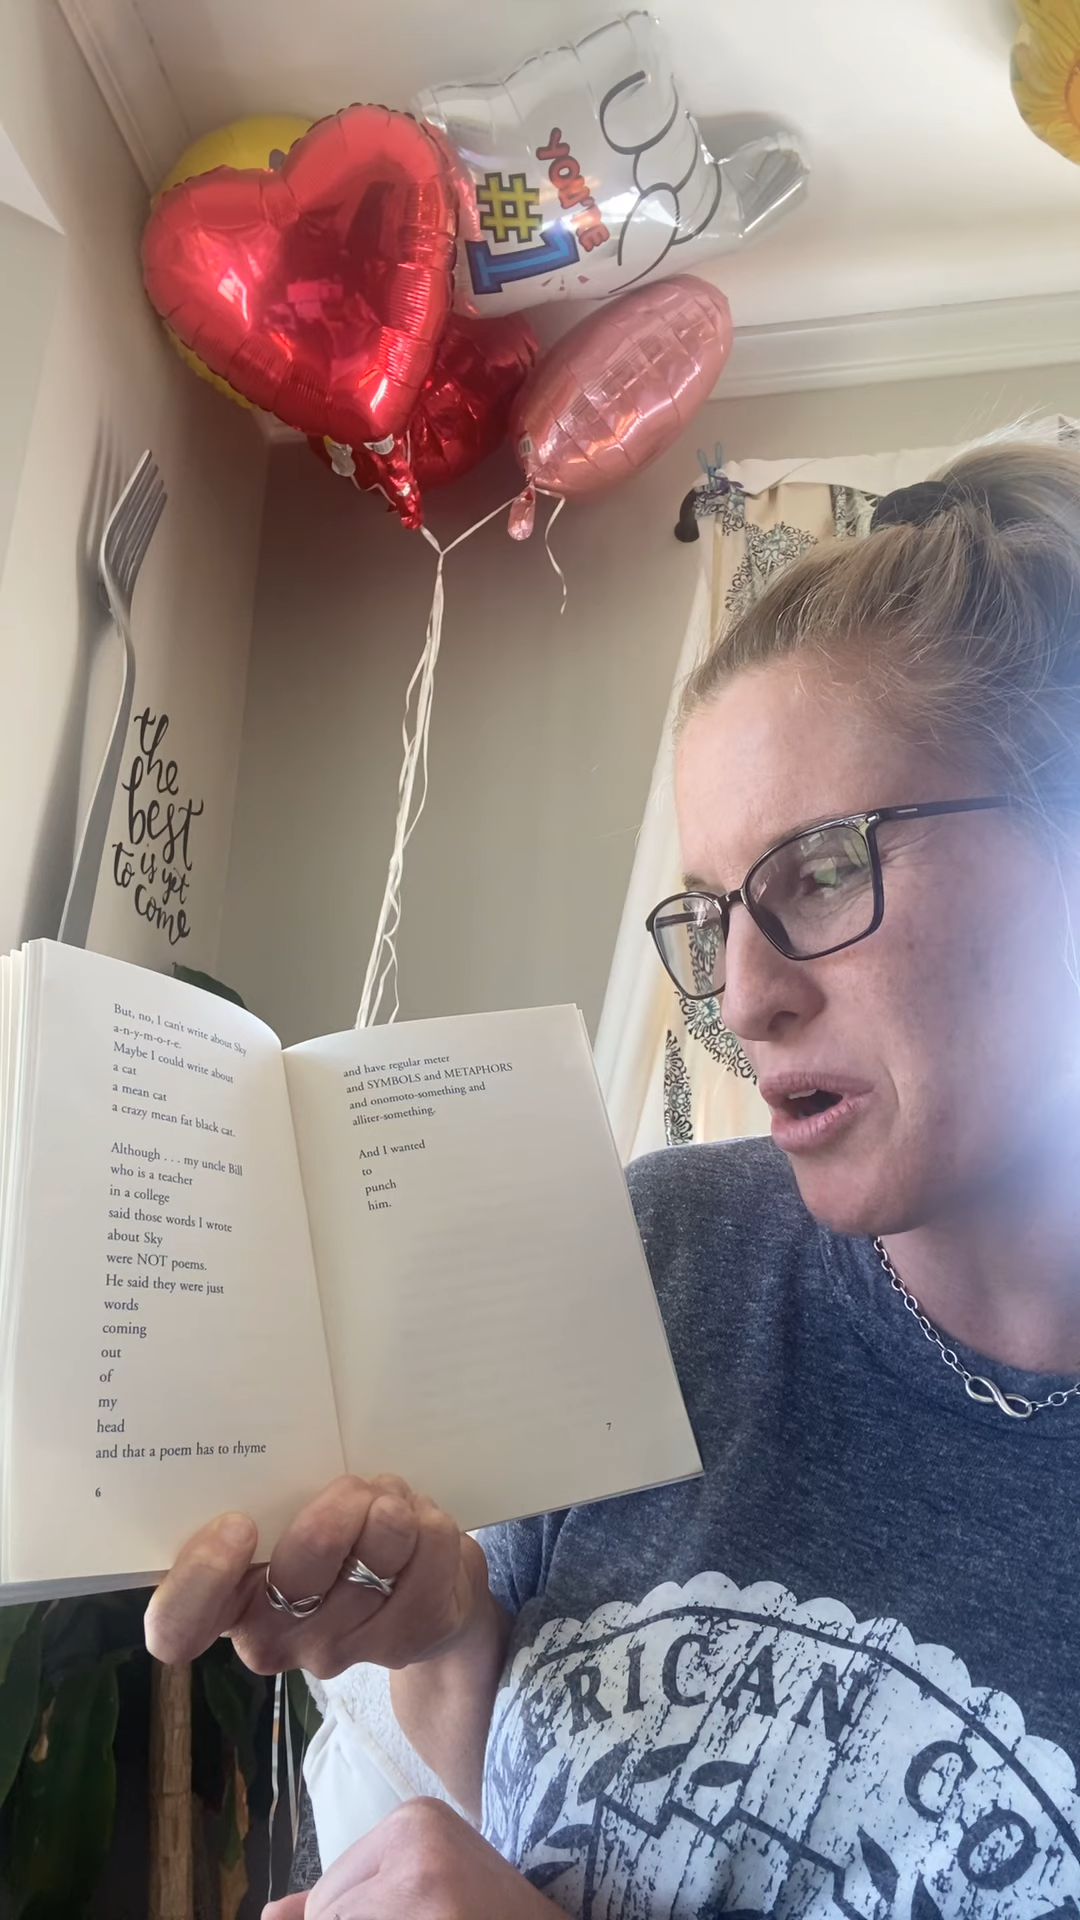 YOU'RE
#1
the
best
is yet
to
come
But, no, I can't write about Sky
a-n-y-m-o-r-e.
Maybe I could write about
a cat
a mean cat
a crazy mean fat black cat.
Although . . . my uncle Bill
who is a teacher
in a college
said those words I wrote
about Sky
were NOT poems.
He said they were just
words
coming
out
of
my
head
and that a poem has to rhyme
6
and have regular meter
and SYMBOLS and METAPHORS
and onomoto-something and
alliter-something.
And I wanted
to
punch
him.
7
RICAN
CO